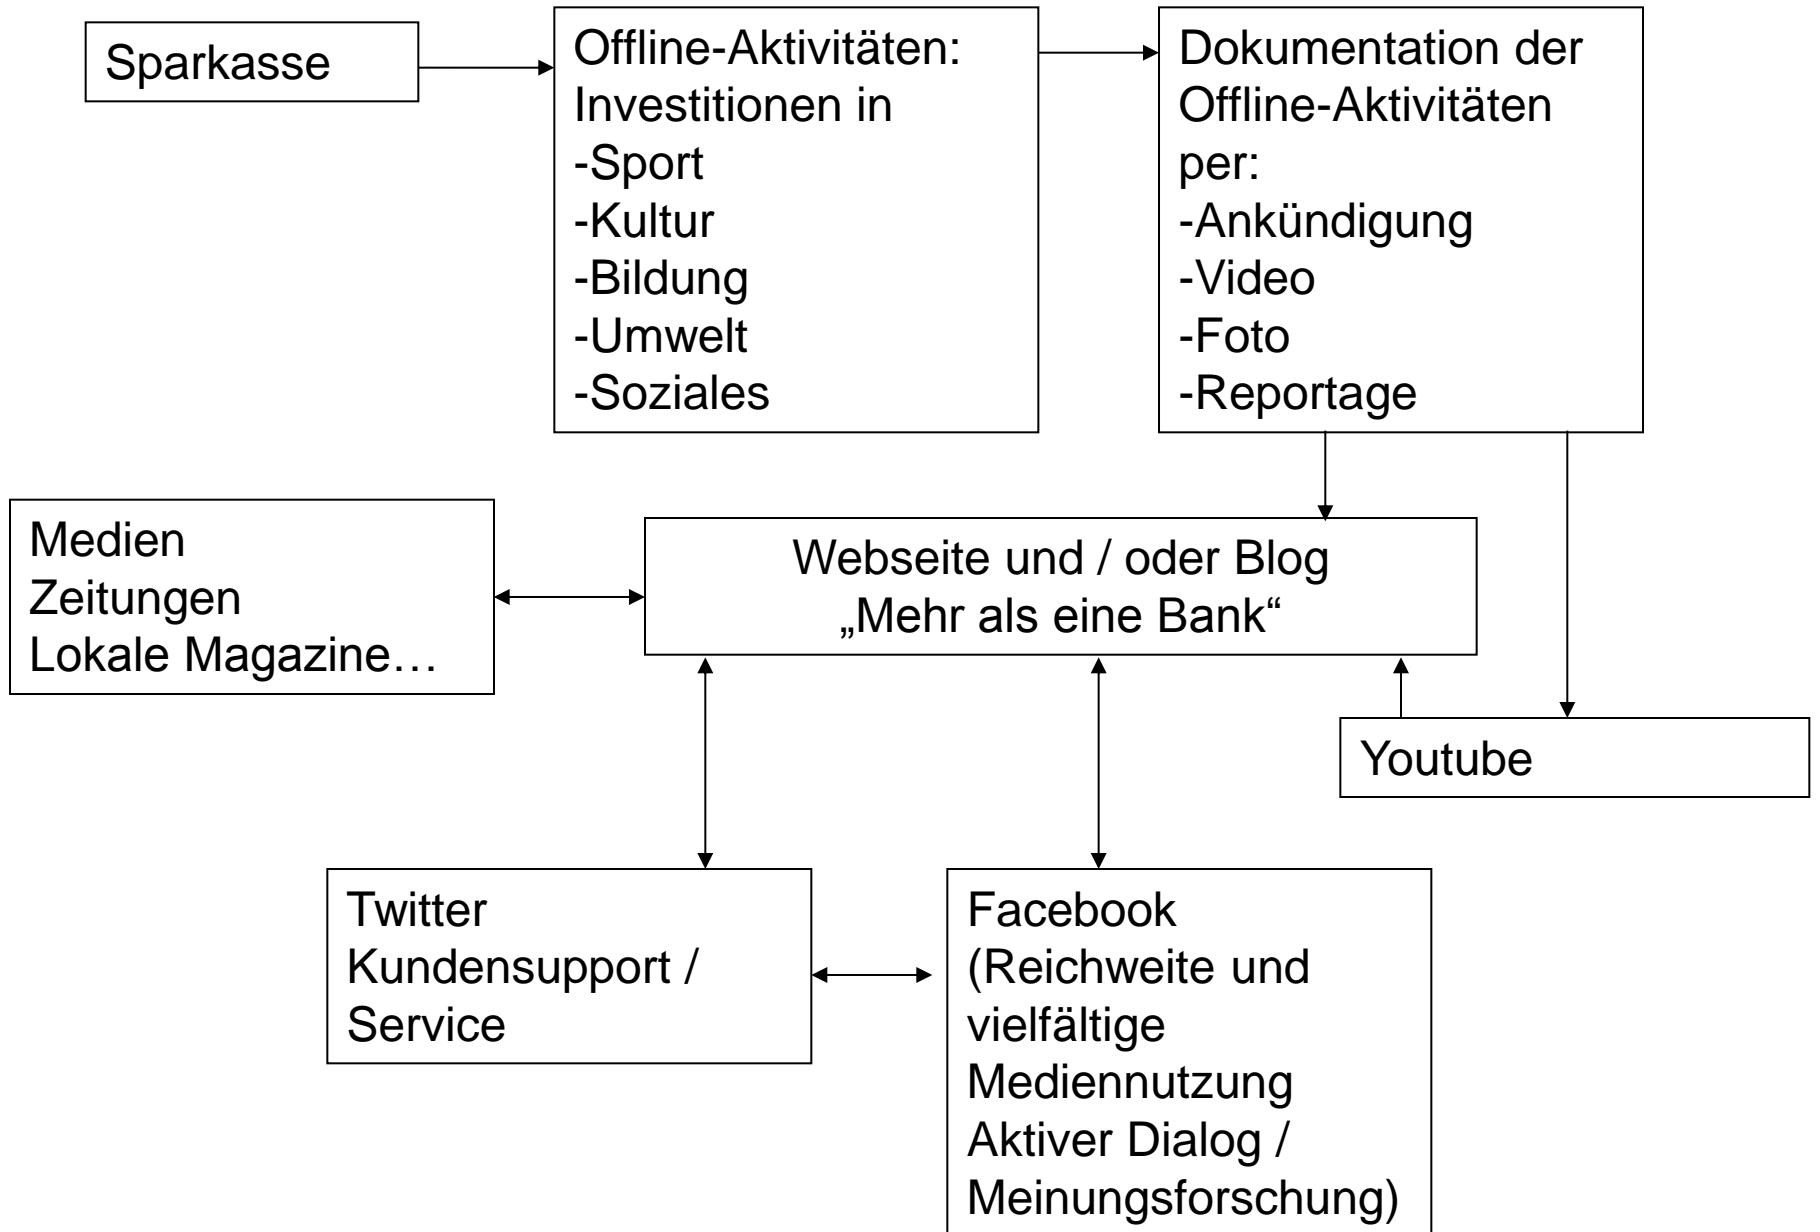 Sparkasse
Offline-Aktivitäten:
Investitionen in
-Sport
-Kultur
-Bildung
-Umwelt
-Soziales
Dokumentation der
Offline-Aktivitäten
per:
-Ankündigung
-Video
-Foto
-Reportage
Medien
Zeitungen
Lokale Magazine…
Webseite und / oder Blog
„Mehr als eine Bank“
Youtube
Twitter
Kundensupport /
Service
Facebook
(Reichweite und
vielfältige
Mediennutzung
Aktiver Dialog /
Meinungsforschung)